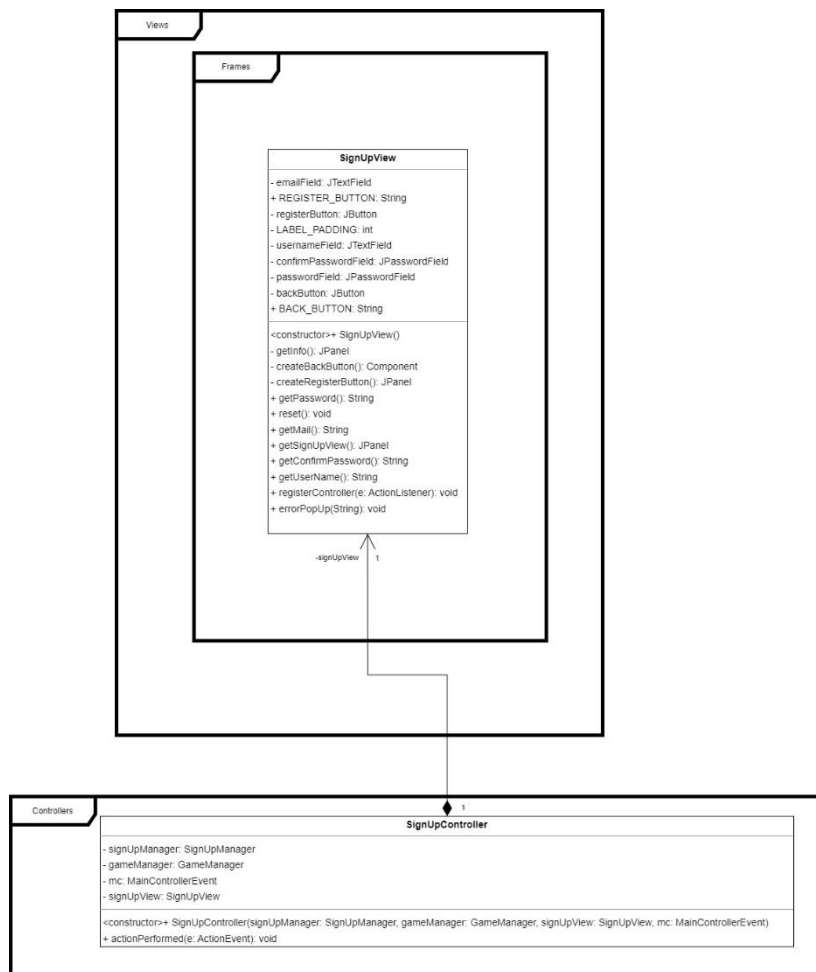 Views
Frames
SignUpView
- emailField: JTextField
+ REGISTER_BUTTON: String
- registerButton: JButton
- LABEL_PADDING: int
- usernameField: JTextField
- confirmPasswordField: JPasswordField
- passwordField: JPasswordField
- backButton: JButton
+ BACK_BUTTON: String
<constructor>+ SignUpView()
- getInfo(): JPanel
- createBackButton(): Component
- createRegisterButton(): JPanel
+ getPassword(): String
+ reset(): void
+ getMail(): String
+ getSignUpView(): JPanel
+ getConfirmPassword(): String
+ getUserName(): String
+ registerController(e: ActionListener): void
+ errorPopUp(String): void
-signUpView 1
Controllers
1
SignUpController
- signUpManager: SignUpManager
- gameManager: GameManager
- mc: MainControllerEvent
- signUpView: SignUpView
<constructor>+ SignUpController(signUpManager: SignUpManager, gameManager: GameManager, signUpView: SignUpView, mc: MainControllerEvent)
+ actionPerformed(e: ActionEvent): void